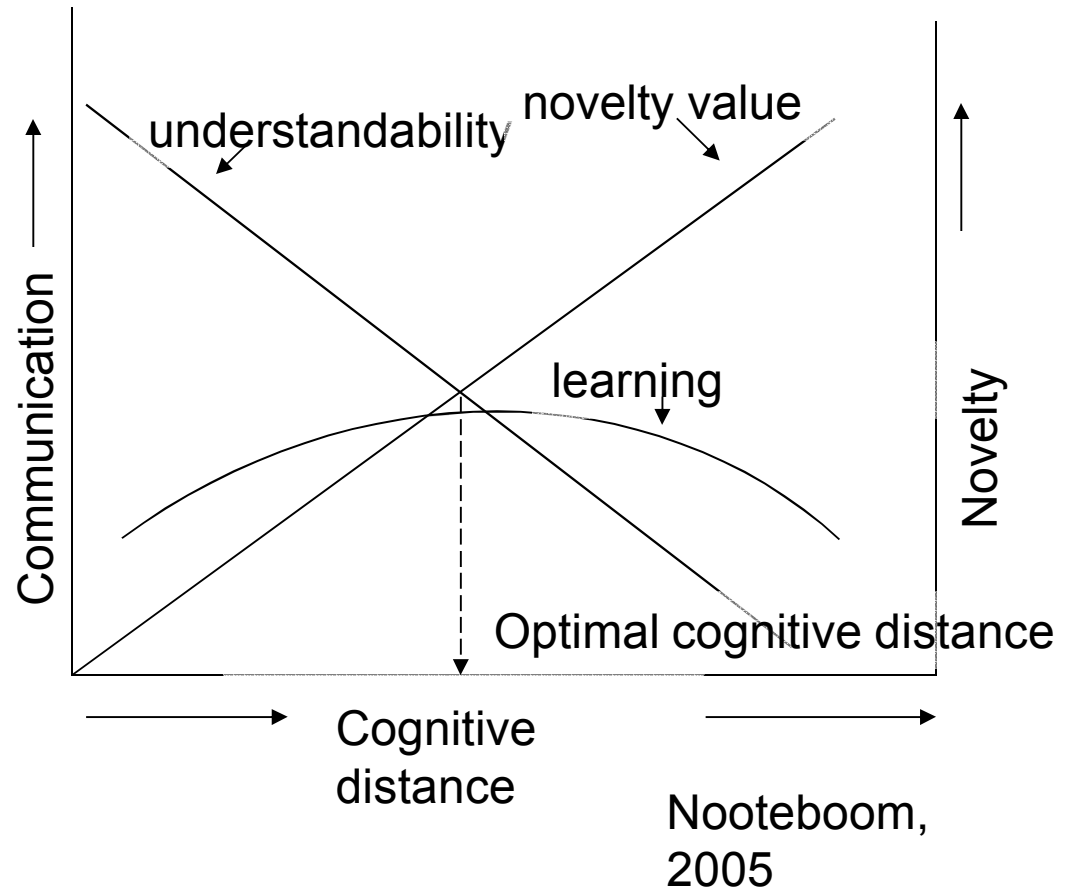 novelty value
understandability
learning
Communication
Novelty
Optimal cognitive distance
Cognitive
distance
Nooteboom,
2005